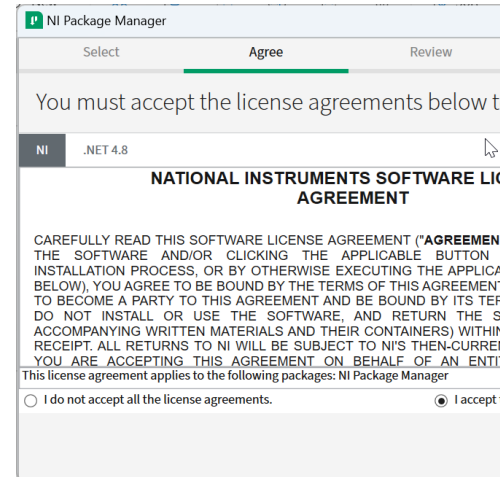 NI Package Manager
Select Agree Review
You must accept the license agreements below
NI .NET 4.8
NATIONAL INSTRUMENTS SOFTWARE
AGREEMENT
CAREFULLY READ THIS SOFTWARE LICENSE AGREEMENT ("AGREEMEN
THE SOFTWARE AND/OR CLICKING THE APPLICABLE BUTTON
INSTALLATION PROCESS, OR BY OTHERWISE EXECUTING THE APPLICA
BELOW), YOU AGREE TO BE BOUND BY THE TERMS OF THIS AGREEMENT
TO BECOME A PARTY TO THIS AGREEMENT AND BE BOUND BY ITS TER
DO NOT INSTALL OR USE THE SOFTWARE, AND RETURN THE S
ACCOMPANYING WRITTEN MATERIALS AND THEIR CONTAINERS) WITHIN
RECEIPT. ALL RETURNS TO NI WILL BE SUBJECT TO NI'S THEN-CURREN
YOU ARE ACCEPTING THIS AGREEMENT ON BEHALF OF AN ENTI
This license agreement applies to the following packages: NI Package Manager
I do not accept all the license agreements. I accept